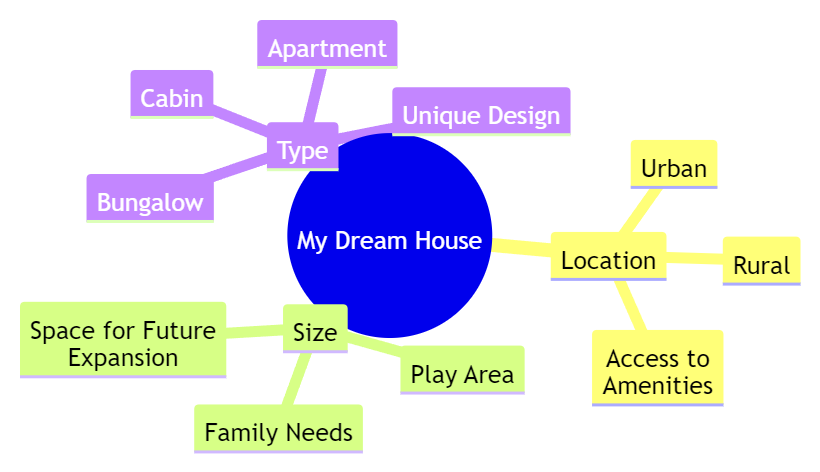 Apartment
Cabin
Unique Design
Type
Bungalow
My Dream House
Urban
Location
Rural
Access to
Amenities
Size
Space for Future
Expansion
Play Area
Family Needs